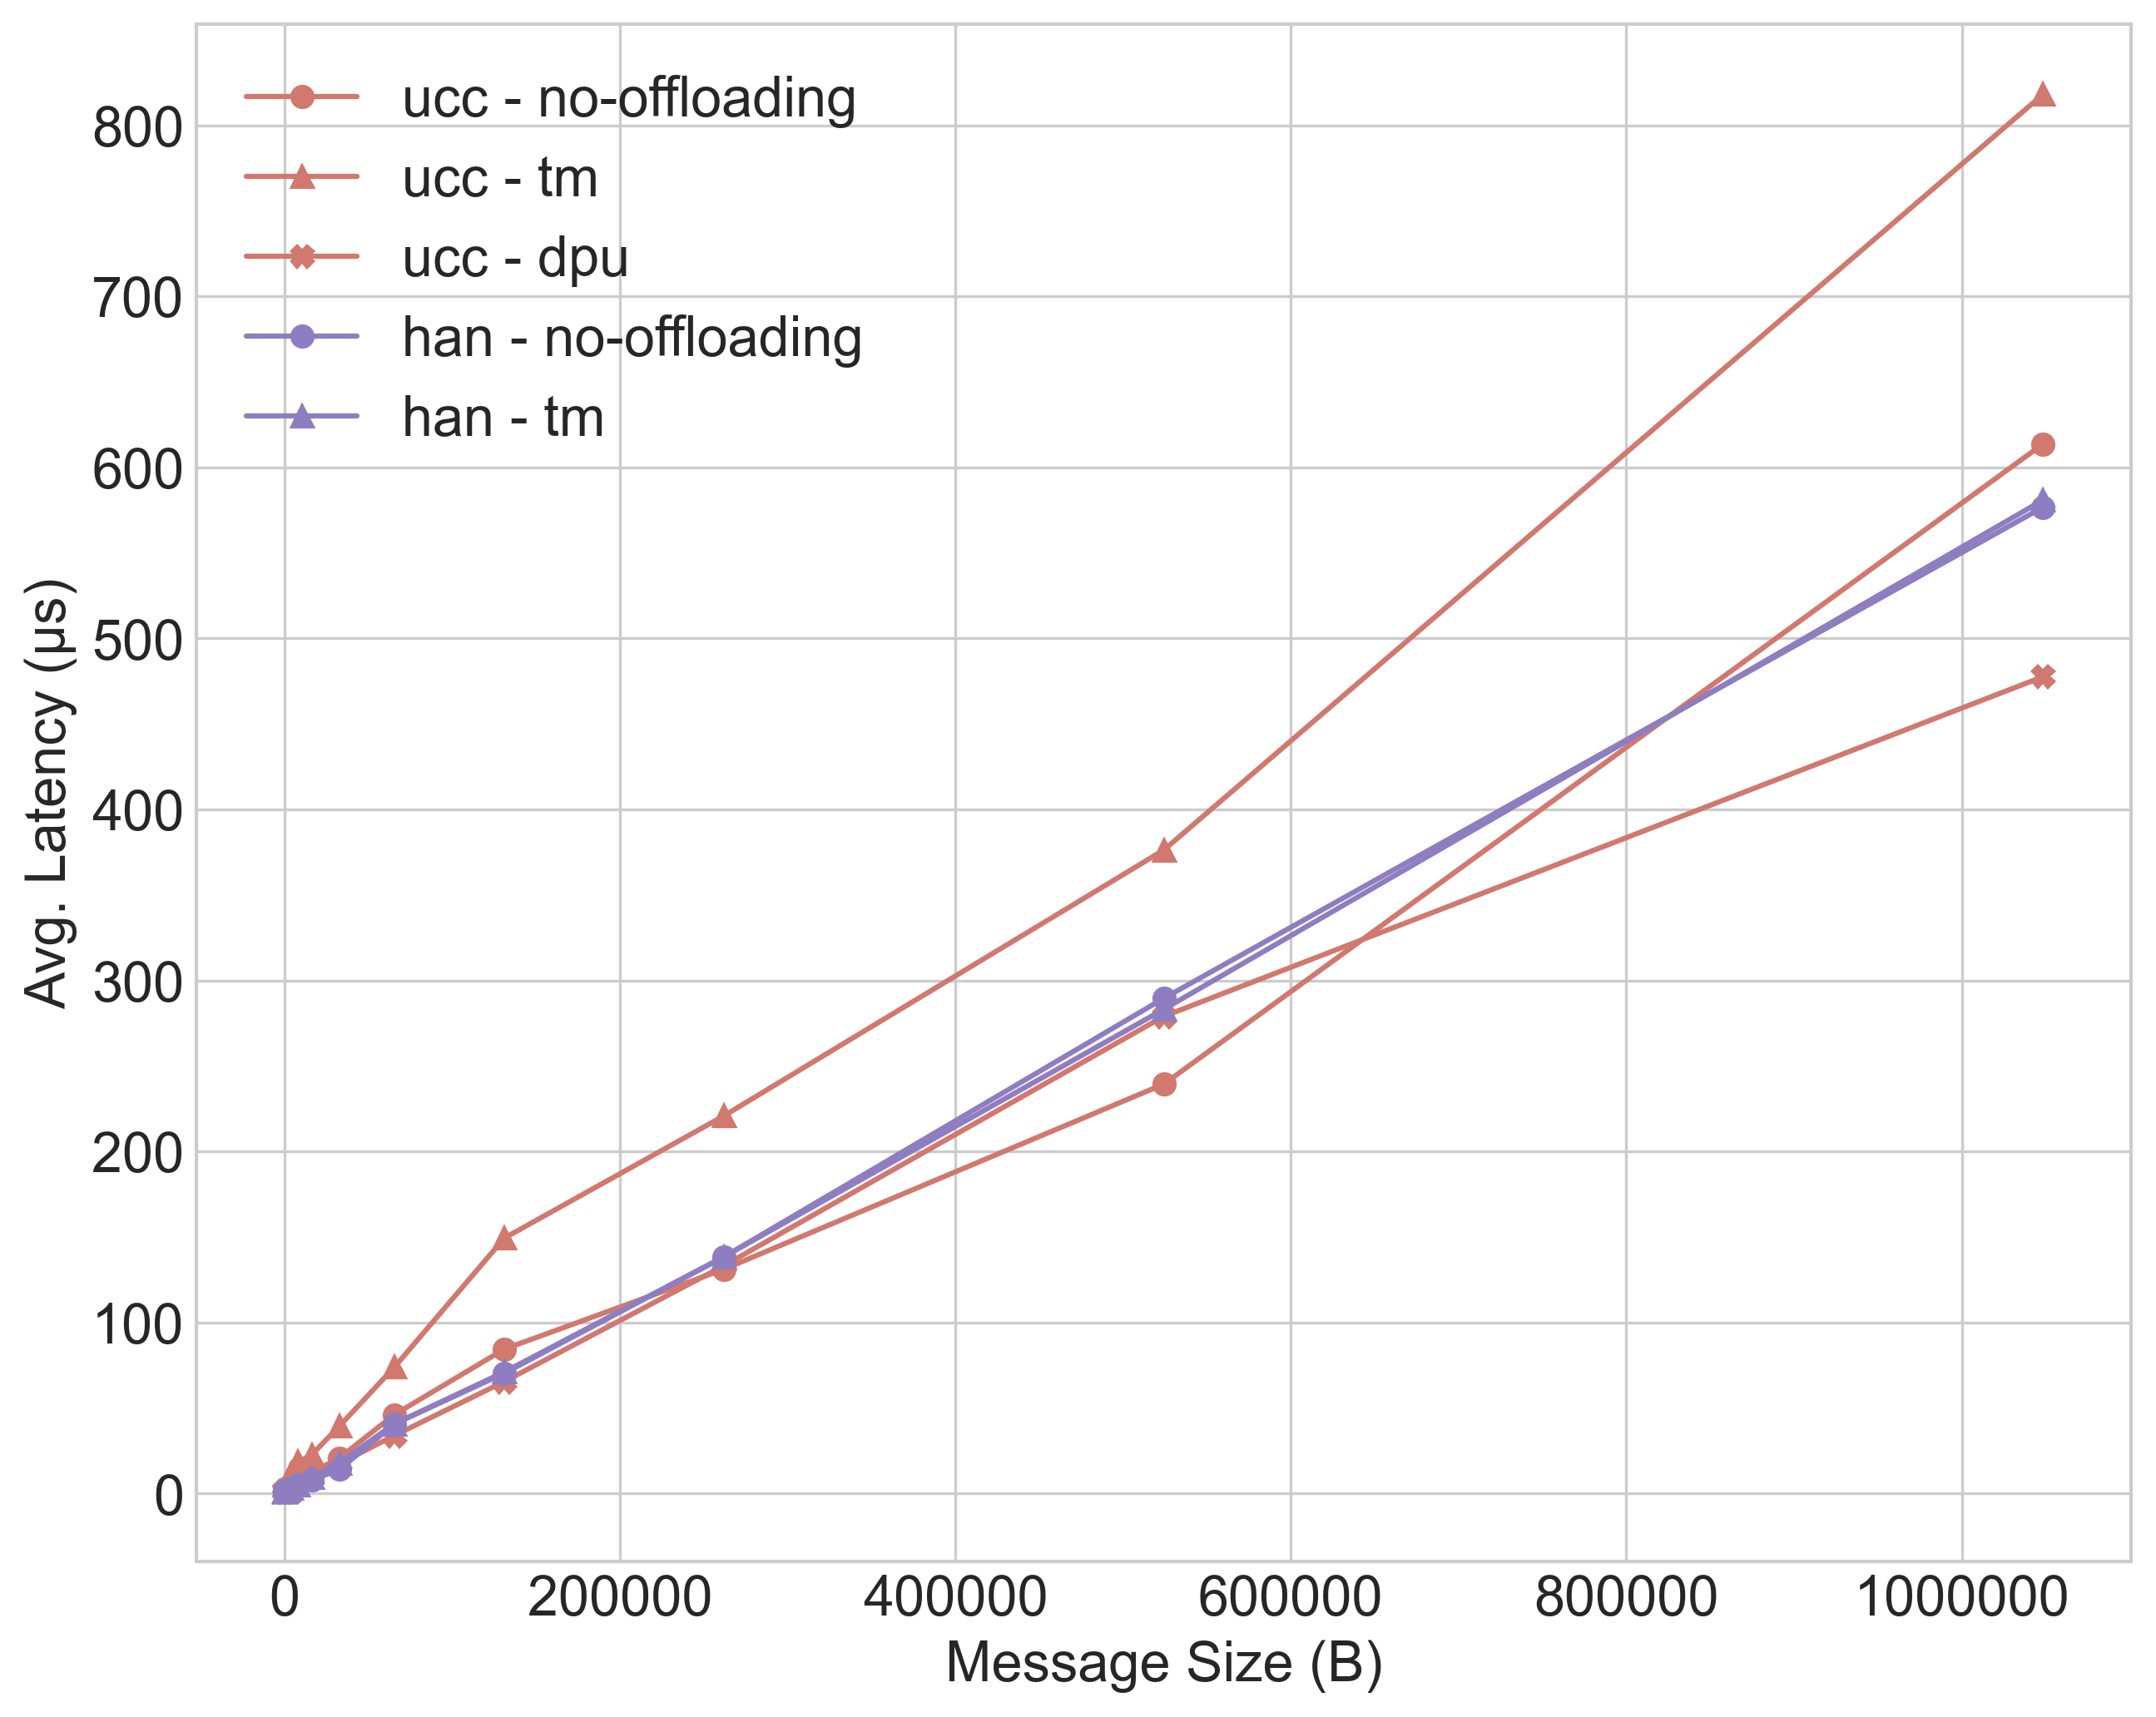 ucc - no-offloading
ucc - tm
ucc - dpu
han - no-offloading
han - tm
800
700
600
500
400
300
200
100
0
Avg. Latency (µs)
0 200000 400000 600000 800000 1000000
Message Size (B)